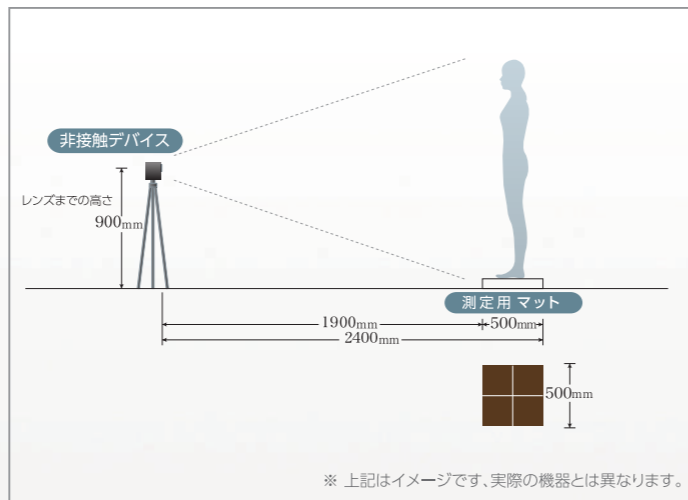 非接触デバイス
レンズまでの高さ
900mm
測定用 マット
1900mm
500mm
2400mm
500mm
※ 上記はイメージです、実際の機器とは異なります。